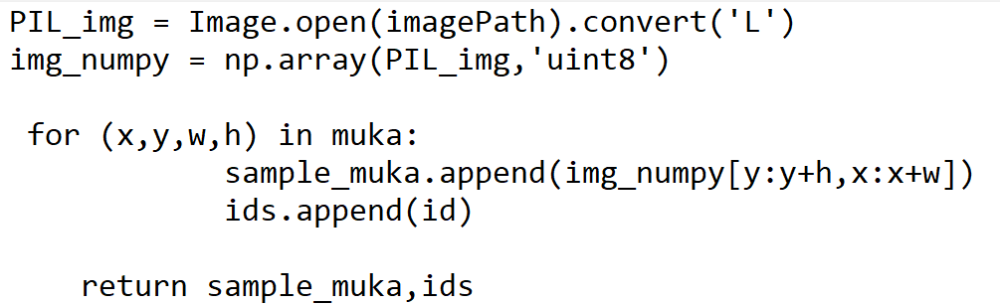 PIL_img = Image.open(imagePath).convert('L')
img_numpy = np.array(PIL_img,'uint8')

 for (x,y,w,h) in muka:
            sample_muka.append(img_numpy[y:y+h,x:x+w])
            ids.append(id)

    return sample_muka,ids